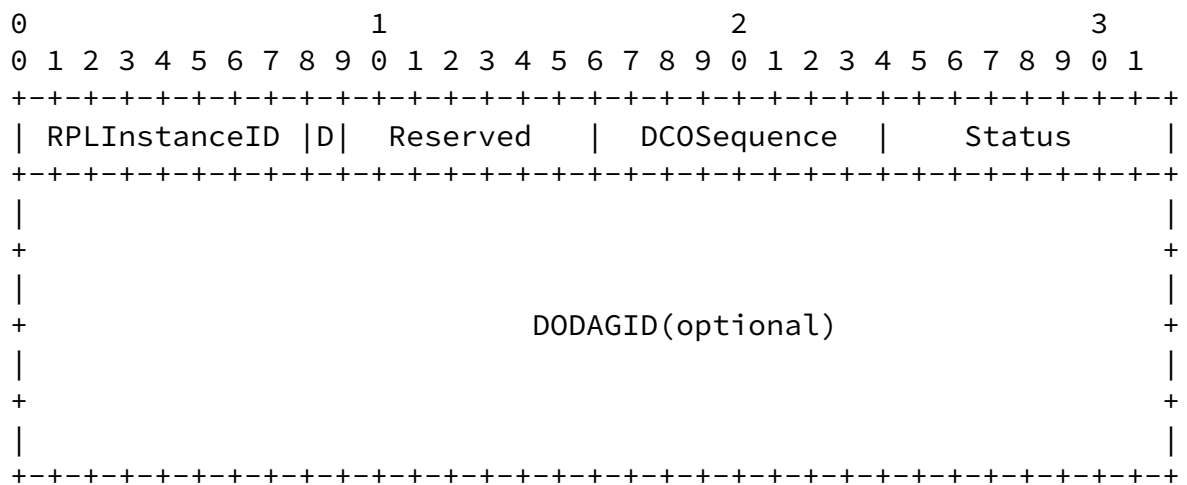 0                   1                   2                   3
0 1 2 3 4 5 6 7 8 9 0 1 2 3 4 5 6 7 8 9 0 1 2 3 4 5 6 7 8 9 0 1
+-+-+-+-+-+-+-+-+-+-+-+-+-+-+-+-+-+-+-+-+-+-+-+-+-+-+-+-+-+-+-+-+
| RPLInstanceID |D|  Reserved   |  DCOSequence  |    Status     |
+-+-+-+-+-+-+-+-+-+-+-+-+-+-+-+-+-+-+-+-+-+-+-+-+-+-+-+-+-+-+-+-+
|                                                               |
+                                                               +
|                                                               |
+                            DODAGID(optional)                  +
|                                                               |
+                                                               +
|                                                               |
+-+-+-+-+-+-+-+-+-+-+-+-+-+-+-+-+-+-+-+-+-+-+-+-+-+-+-+-+-+-+-+-+